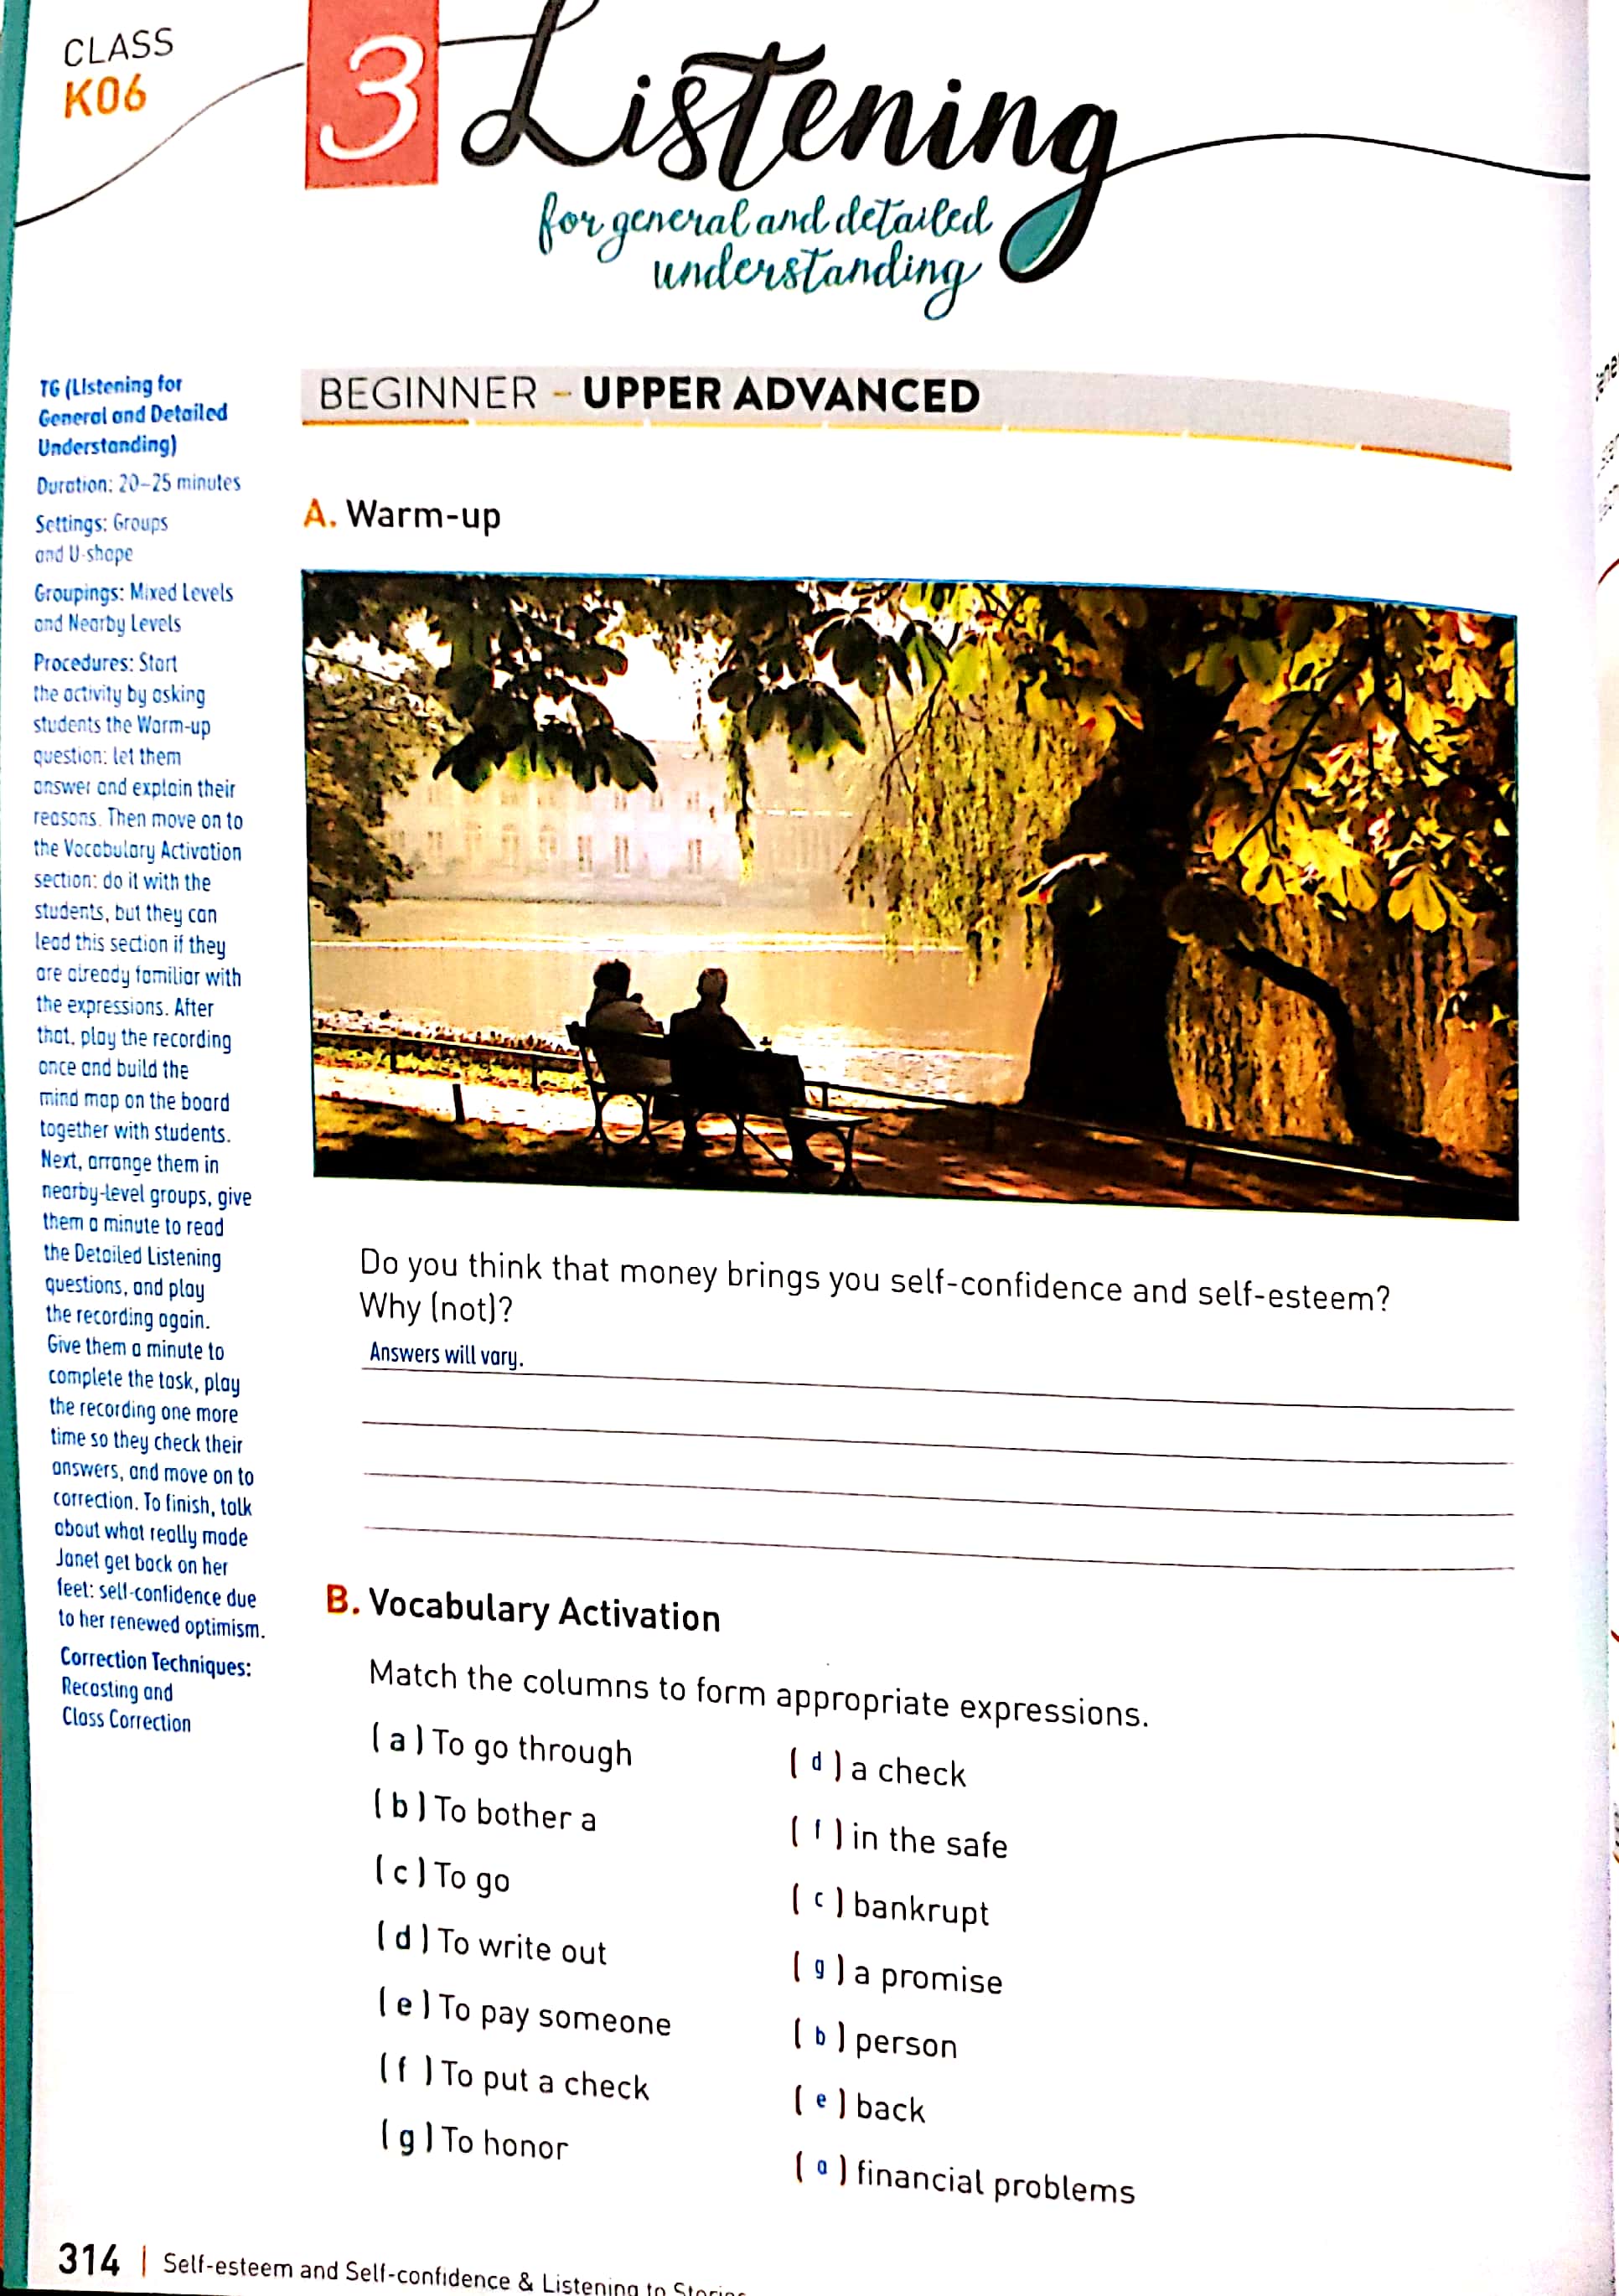 CLASS
K06
3 Listening
for general and detailed
understanding
TG (Listening for
General and Detailed
Understanding)
Duration: 20–25 minutes
Settings: Groups
and U-shape
Groupings: Mixed Levels
and Nearby Levels
Procedures: Start
the activity by asking
students the Warm-up
question: let them
answer and explain their
reasons. Then move on to
the Vocabulary Activation
section: do it with the
students, but they can
lead this section if they
are already familiar with
the expressions. After
that, play the recording
once and build the
mind map on the board
together with students.
Next, arrange them in
nearby-level groups, give
them a minute to read
the Detailed Listening
questions, and play
the recording again.
Give them a minute to
complete the task, play
the recording one more
time so they check their
answers, and move on to
correction. To finish, talk
about what really made
Janet get back on her
feet: self-confidence due
to her renewed optimism.
Correction Techniques:
Recasting and
Class Correction
BEGINNER – UPPER ADVANCED
A. Warm-up
Do you think that money brings you self-confidence and self-esteem?
Why (not)?
Answers will vary.
B. Vocabulary Activation
Match the columns to form appropriate expressions.
( a ) To go through
( b ) To bother a
( c ) To go
( d ) To write out
( e ) To pay someone
( f ) To put a check
( g ) To honor
( d ) a check
( f ) in the safe
( c ) bankrupt
( g ) a promise
( b ) person
( e ) back
( a ) financial problems
314 | Self-esteem and Self-confidence & Listening to